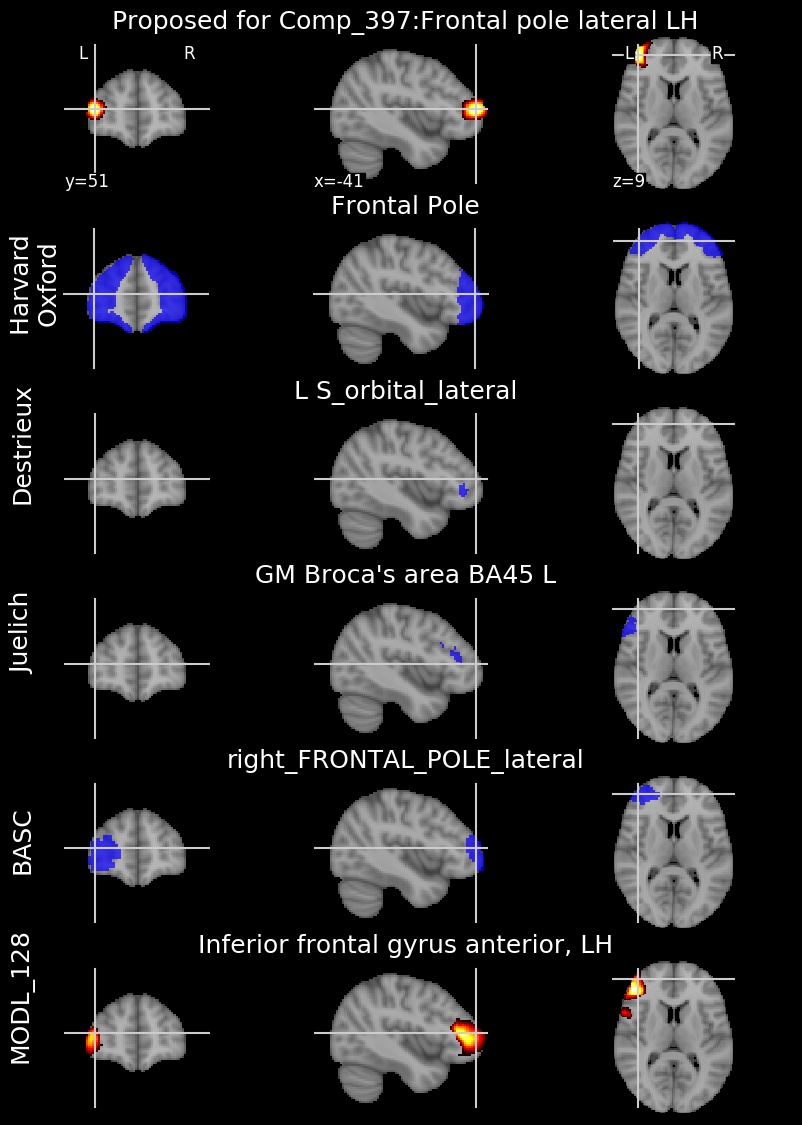 Proposed for Comp_397:Frontal pole lateral LH
L R
L R
y=51 x=-41 z=9
Frontal Pole
Harvard
Oxford
L S_orbital_lateral
Destrieux
GM Broca's area BA45 L
Juelich
right_FRONTAL_POLE_lateral
BASC
Inferior frontal gyrus anterior, LH
MODL_128